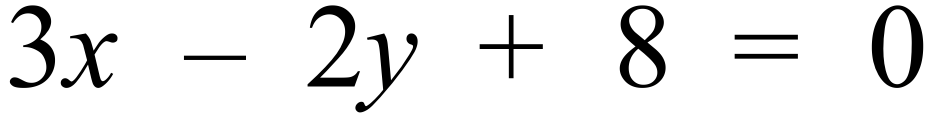 3x − 2y + 8 = 0